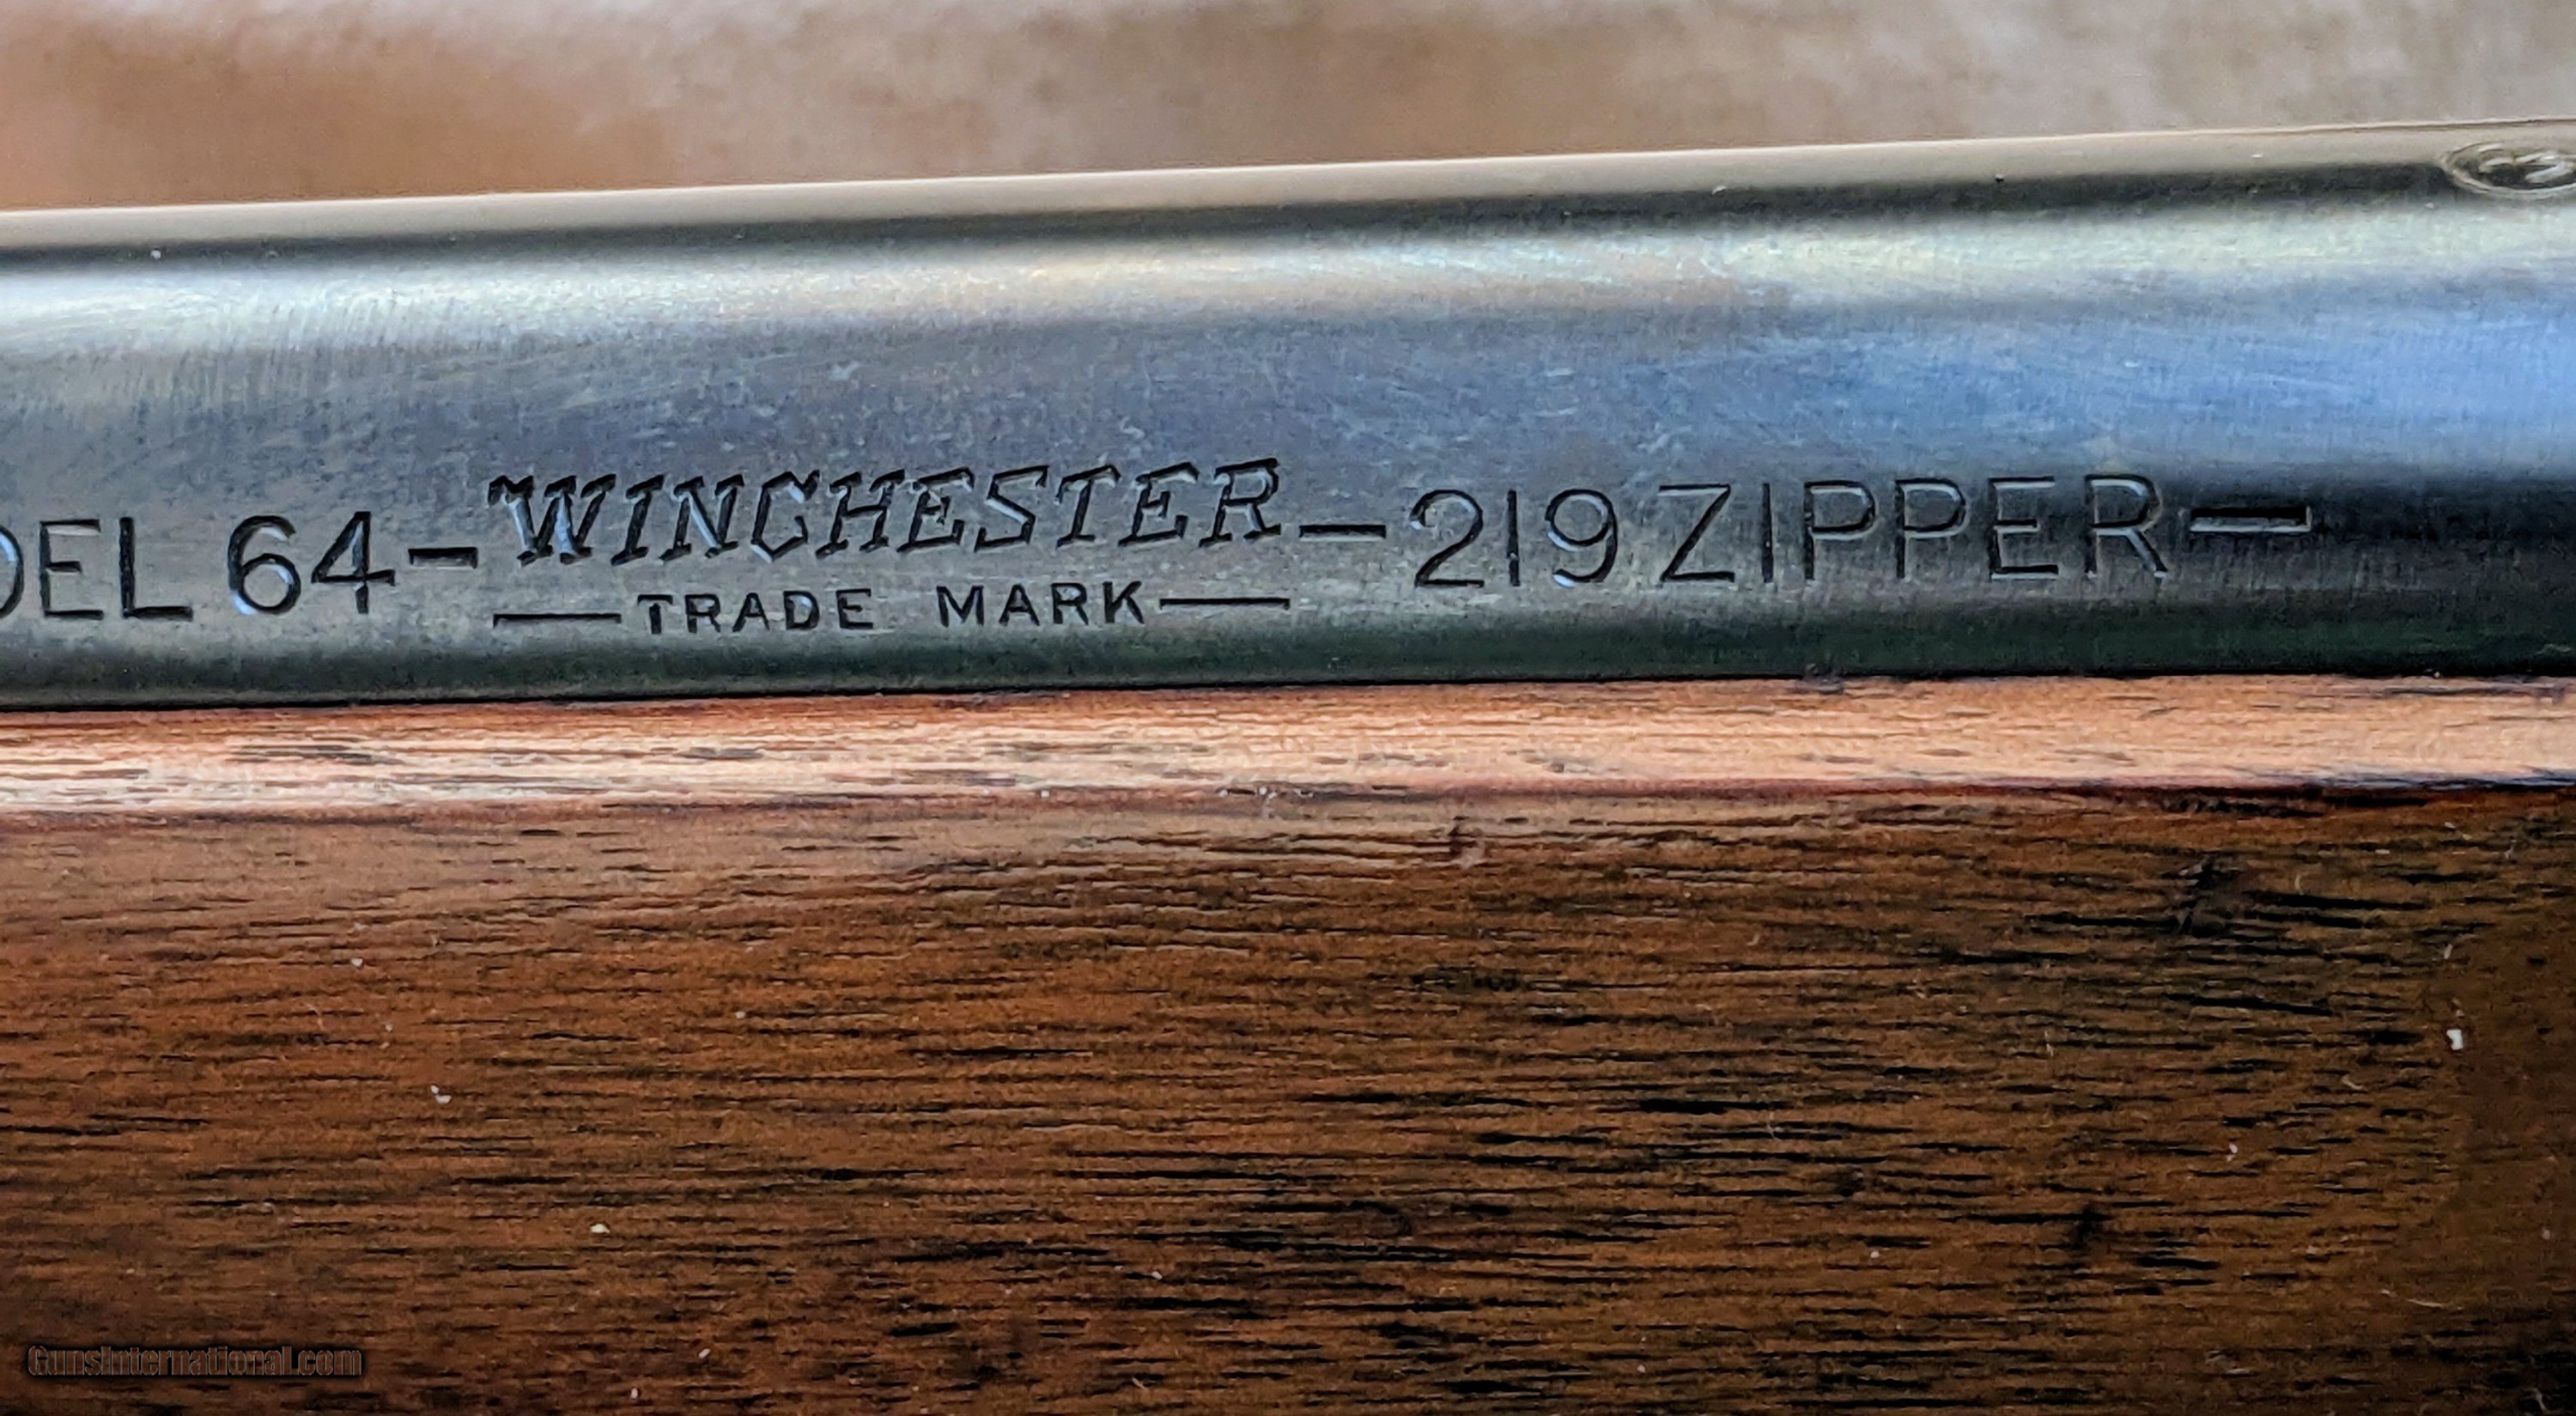 DEL 64-WINCHESTER-219 ZIPPER-
-TRADE MARK-
GunsInternational.com